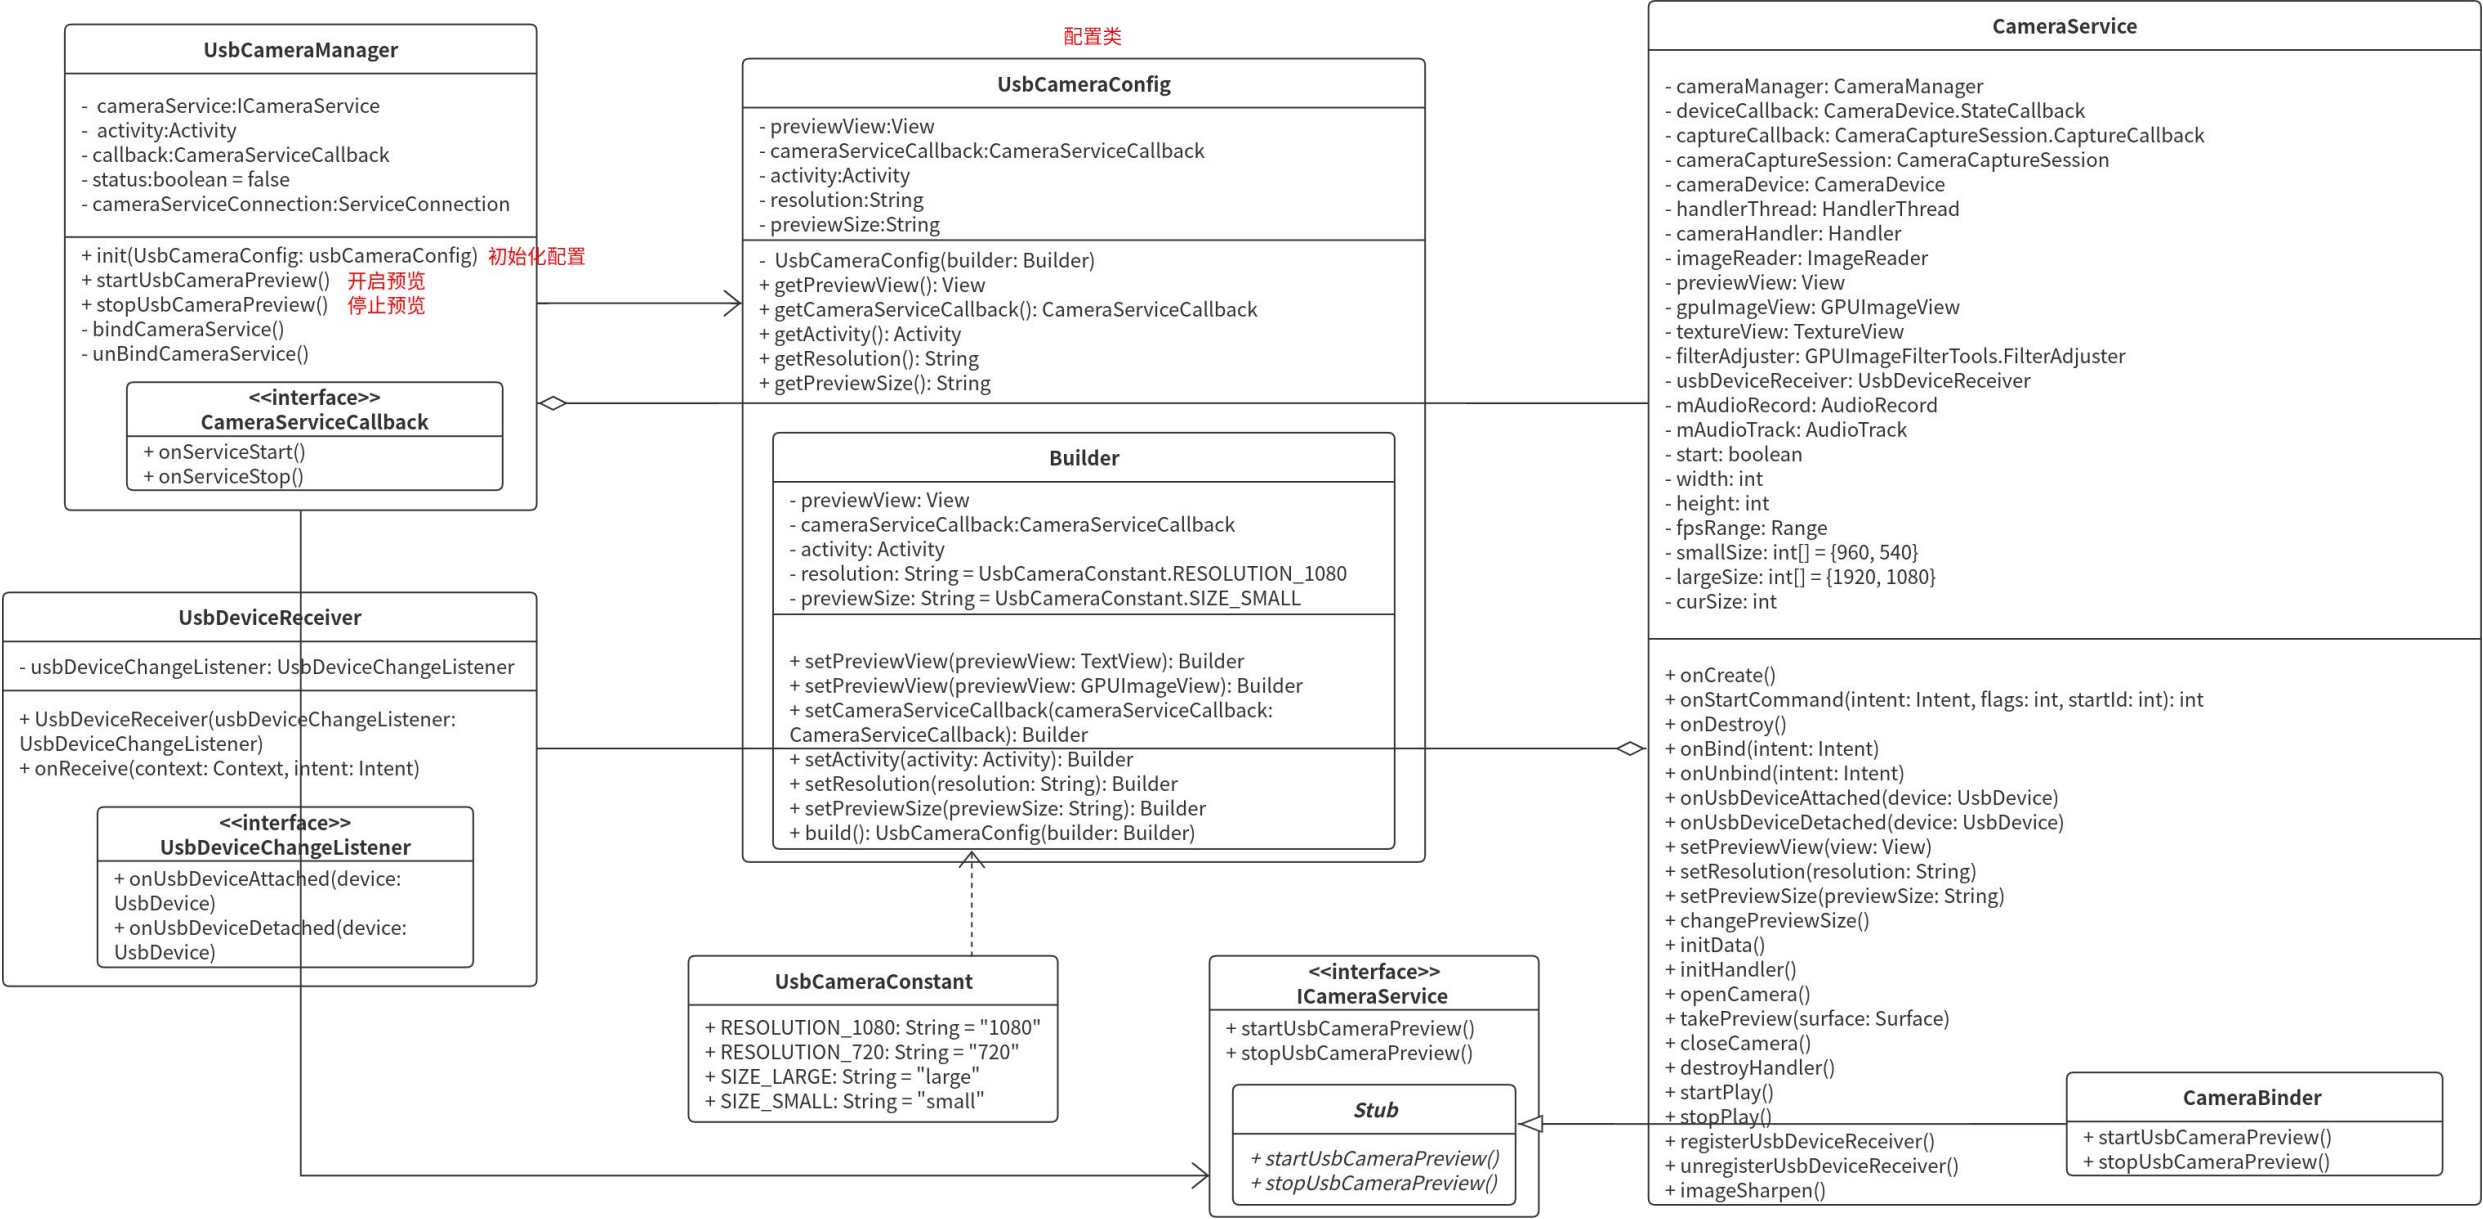 UsbCameraManager
- cameraService:ICameraService
- activity:Activity
- callback:CameraServiceCallback
- status:boolean = false
- cameraServiceConnection:ServiceConnection
+ init(UsbCameraConfig: usbCameraConfig) 初始化配置
+ startUsbCameraPreview() 开启预览
+ stopUsbCameraPreview() 停止预览
- bindCameraService()
- unBindCameraService()
<<interface>>
CameraServiceCallback
+ onServiceStart()
+ onServiceStop()
UsbDeviceReceiver
- usbDeviceChangeListener: UsbDeviceChangeListener
+ UsbDeviceReceiver(usbDeviceChangeListener:
UsbDeviceChangeListener)
+ onReceive(context: Context, intent: Intent)
<<interface>>
UsbDeviceChangeListener
+ onUsbDeviceAttached(device:
UsbDevice)
+ onUsbDeviceDetached(device:
UsbDevice)
配置类
UsbCameraConfig
- previewView:View
- cameraServiceCallback:CameraServiceCallback
- activity:Activity
- resolution:String
- previewSize:String
- UsbCameraConfig(builder: Builder)
+ getPreviewView(): View
+ getCameraServiceCallback(): CameraServiceCallback
+ getActivity(): Activity
+ getResolution(): String
+ getPreviewSize(): String
Builder
- previewView: View
- cameraServiceCallback:CameraServiceCallback
- activity: Activity
- resolution: String = UsbCameraConstant.RESOLUTION_1080
- previewSize: String = UsbCameraConstant.SIZE_SMALL
+ setPreviewView(previewView: TextView): Builder
+ setPreviewView(previewView: GPUImageView): Builder
+ setCameraServiceCallback(cameraServiceCallback:
CameraServiceCallback): Builder
+ setActivity(activity: Activity): Builder
+ setResolution(resolution: String): Builder
+ setPreviewSize(previewSize: String): Builder
+ build(): UsbCameraConfig(builder: Builder)
UsbCameraConstant
+ RESOLUTION_1080: String = "1080"
+ RESOLUTION_720: String = "720"
+ SIZE_LARGE: String = "large"
+ SIZE_SMALL: String = "small"
<<interface>>
ICameraService
+ startUsbCameraPreview()
+ stopUsbCameraPreview()
Stub
+ startUsbCameraPreview()
+ stopUsbCameraPreview()
CameraService
- cameraManager: CameraManager
- deviceCallback: CameraDevice.StateCallback
- captureCallback: CameraCaptureSession.CaptureCallback
- cameraCaptureSession: CameraCaptureSession
- cameraDevice: CameraDevice
- handlerThread: HandlerThread
- cameraHandler: Handler
- imageReader: ImageReader
- previewView: View
- gpuImageView: GPUImageView
- textureView: TextureView
- filterAdjuster: GPUImageFilterTools.FilterAdjuster
- usbDeviceReceiver: UsbDeviceReceiver
- mAudioRecord: AudioRecord
- mAudioTrack: AudioTrack
- start: boolean
- width: int
- height: int
- fpsRange: Range
- smallSize: int[] = {960, 540}
- largeSize: int[] = {1920, 1080}
- curSize: int
+ onCreate()
+ onStartCommand(intent: Intent, flags: int, startId: int): int
+ onDestroy()
+ onBind(intent: Intent)
+ onUnbind(intent: Intent)
+ onUsbDeviceAttached(device: UsbDevice)
+ onUsbDeviceDetached(device: UsbDevice)
+ setPreviewView(view: View)
+ setResolution(resolution: String)
+ setPreviewSize(previewSize: String)
+ changePreviewSize()
+ initData()
+ initHandler()
+ openCamera()
+ takePreview(surface: Surface)
+ closeCamera()
+ destroyHandler()
+ startPlay()
+ stopPlay()
+ registerUsbDeviceReceiver()
+ unregisterUsbDeviceReceiver()
+ imageSharpen()
CameraBinder
+ startUsbCameraPreview()
+ stopUsbCameraPreview()